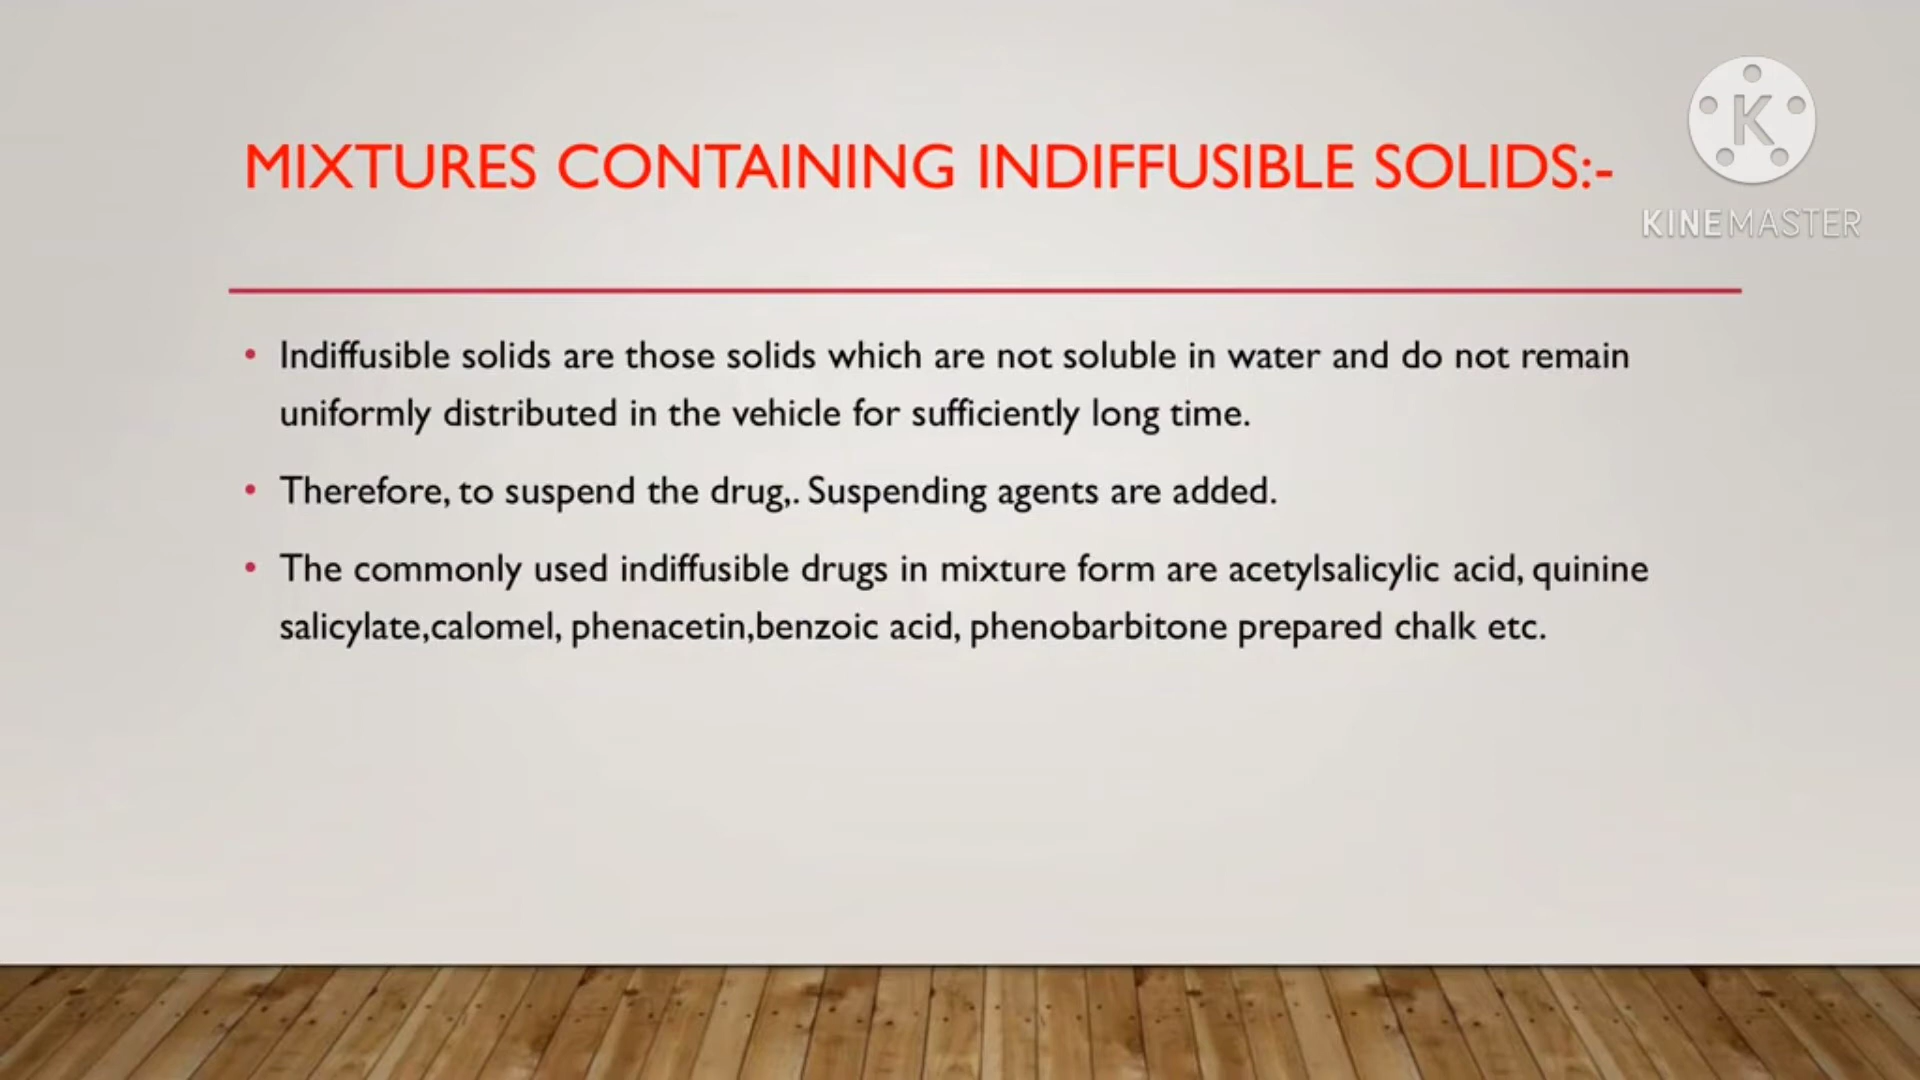 MIXTURES CONTAINING INDIFFUSIBLE SOLIDS:-
K
KINEMASTER
• Indiffusible solids are those solids which are not soluble in water and do not remain
uniformly distributed in the vehicle for sufficiently long time.
• Therefore, to suspend the drug,. Suspending agents are added.
• The commonly used indiffusible drugs in mixture form are acetylsalicylic acid, quinine
salicylate,calomel, phenacetin,benzoic acid, phenobarbitone prepared chalk etc.